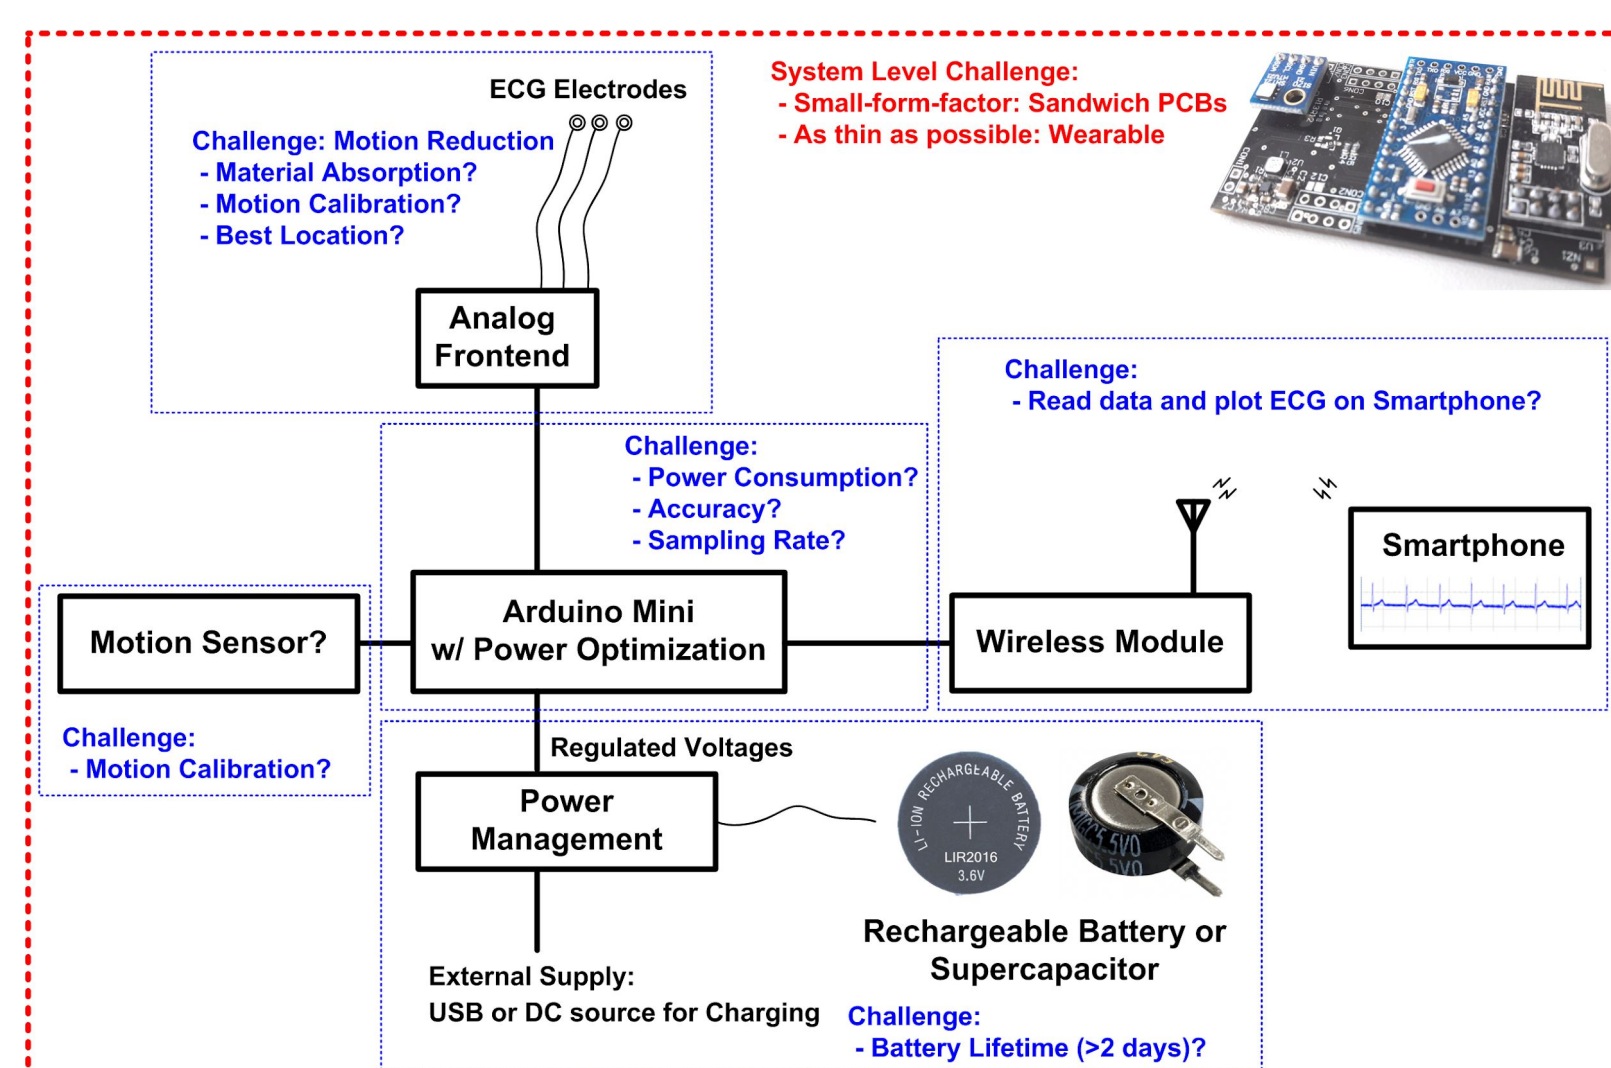 ECG Electrodes
Challenge: Motion Reduction
- Material Absorption?
- Motion Calibration?
- Best Location?
System Level Challenge:
- Small-form-factor: Sandwich PCBs
- As thin as possible: Wearable
Analog
Frontend
Challenge:
- Read data and plot ECG on Smartphone?
Challenge:
- Power Consumption?
- Accuracy?
- Sampling Rate?
Smartphone
Motion Sensor?
Arduino Mini
w/ Power Optimization
Wireless Module
Challenge:
- Motion Calibration?
Regulated Voltages
Power
Management
LI-ION RECHARGEABLE BATTERY
LIR2016
3.6V
5.5V
5.5V
Rechargeable Battery or
Supercapacitor
External Supply:
USB or DC source for Charging
Challenge:
- Battery Lifetime (>2 days)?